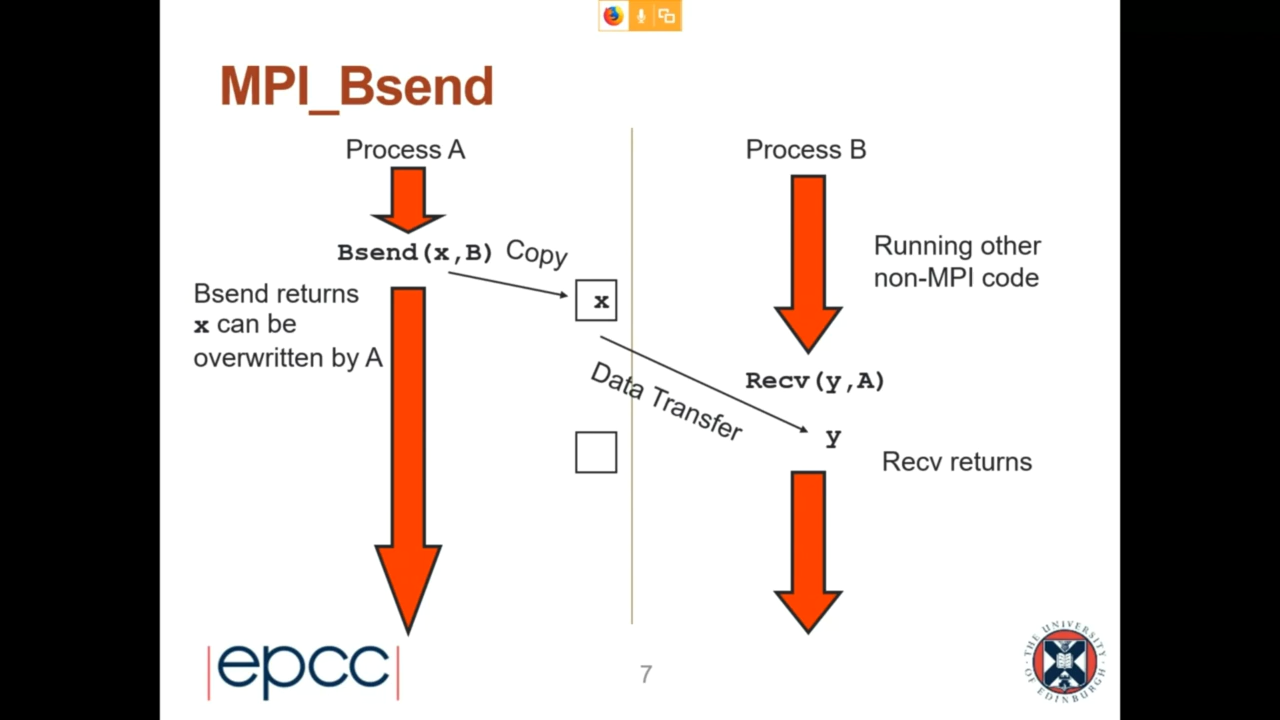 MPI_Bsend
Process A
Process B
Bsend(x,B)
Copy
Running other
non-MPI code
Bsend returns
x can be
overwritten by A
x
Data Transfer
Recv(y,A)
y
Recv returns
epcc
7
THE UNIVERSITY
OF EDINBURGH